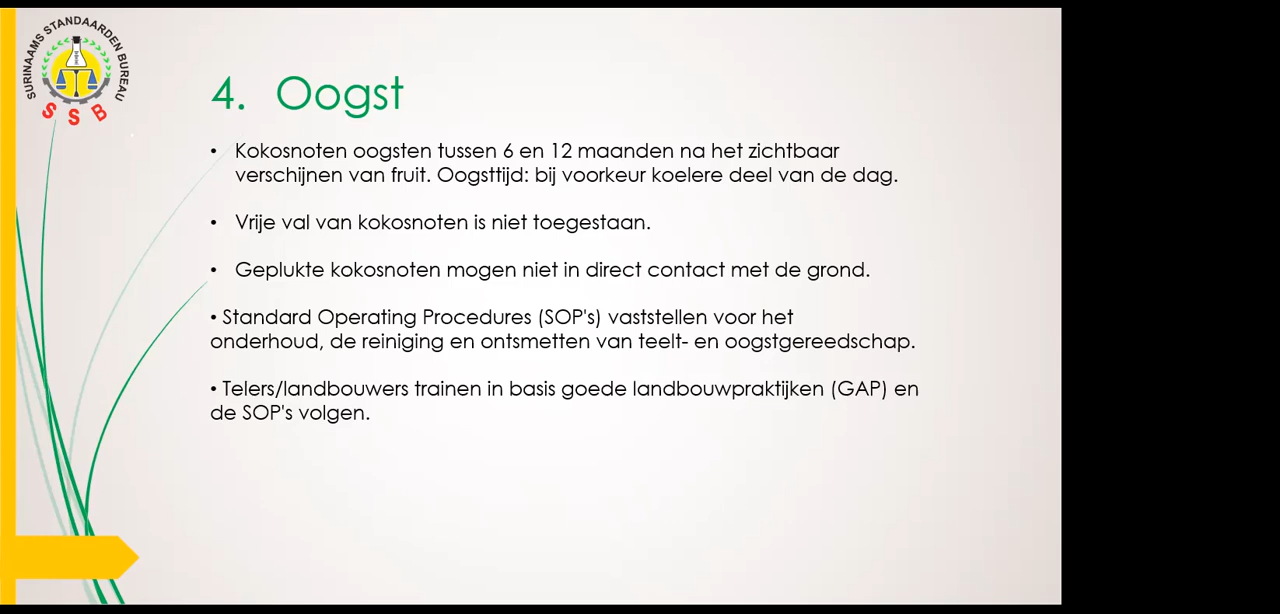 SURINAAMS STANDAARDEN BUREAU
S S B
4. Oogst
• Kokosnoten oogsten tussen 6 en 12 maanden na het zichtbaar
verschijnen van fruit. Oogsttijd: bij voorkeur koelere deel van de dag.
• Vrije val van kokosnoten is niet toegestaan.
• Geplukte kokosnoten mogen niet in direct contact met de grond.
• Standard Operating Procedures (SOP's) vaststellen voor het
onderhoud, de reiniging en ontsmetten van teelt- en oogstgereedschap.
• Telers/landbouwers trainen in basis goede landbouwpraktijken (GAP) en
de SOP's volgen.